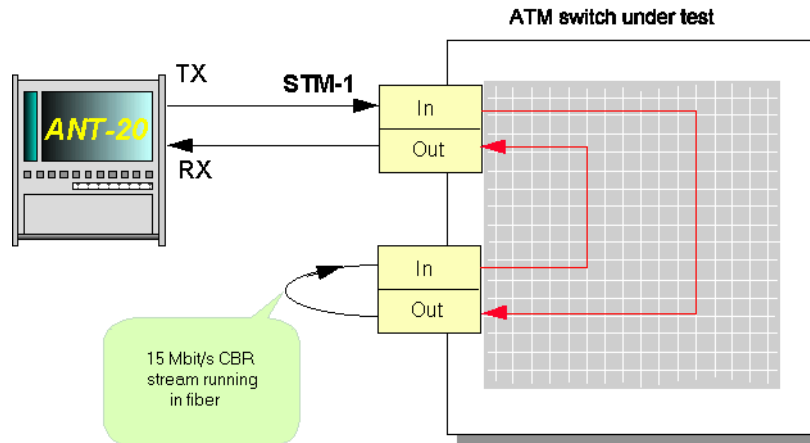 ATM switch under test
TX
STM-1
ANT-20
In
Out
RX
In
Out
15 Mbit/s CBR
stream running
in fiber